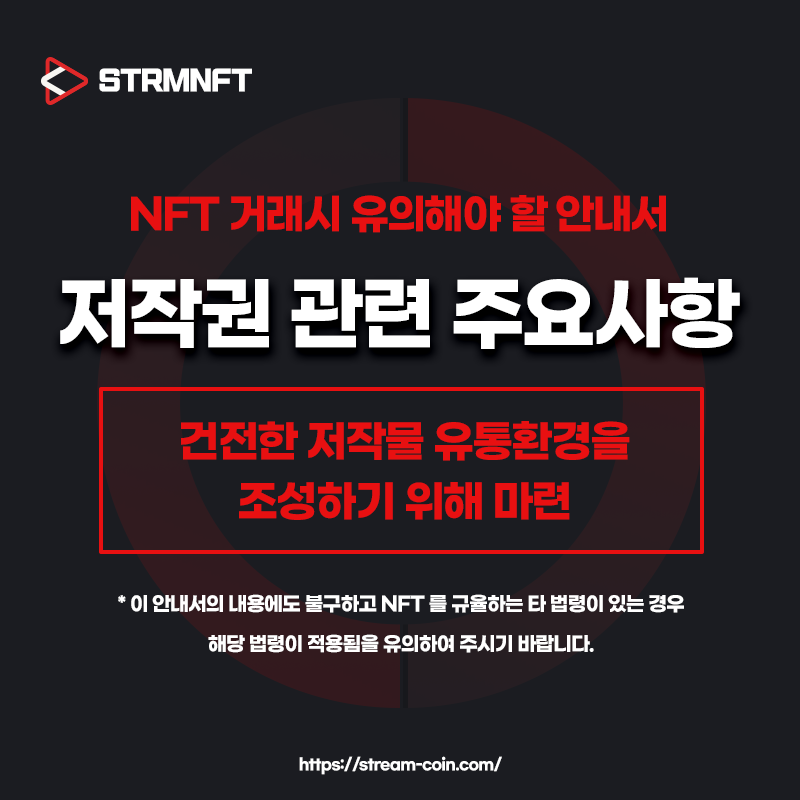 STRMNFT
NFT 거래시 유의해야 할 안내서
저작권 관련 주요사항
건전한 저작물 유통환경을
조성하기 위해 마련
* 이 안내서의 내용에도 불구하고 NFT 를 규율하는 타 법령이 있는 경우
해당 법령이 적용됨을 유의하여 주시기 바랍니다.
https://stream-coin.com/